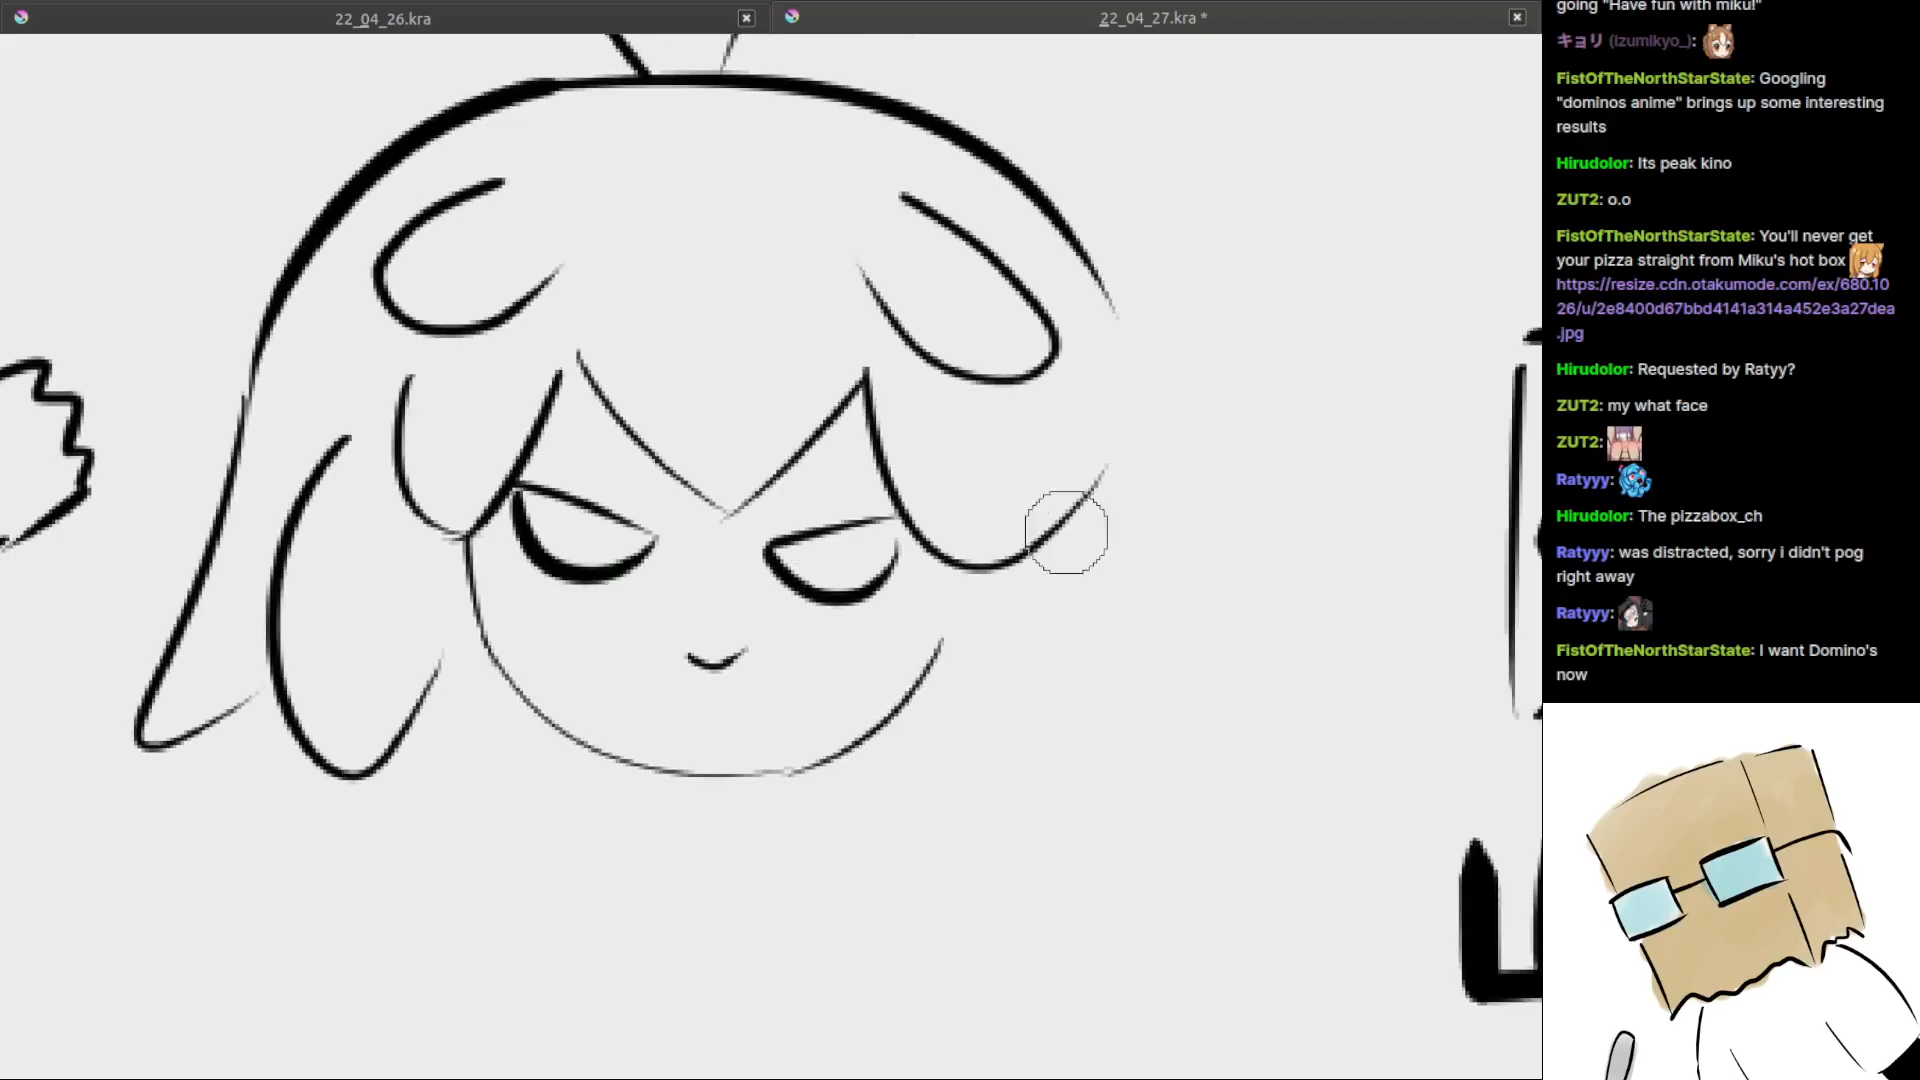 22_04_26.kra
22_04_27.kra *
going "Have fun with miku!"
キョリ (Izumikyo_):
FistOfTheNorthStarState: Googling
"dominos anime" brings up some interesting
results
Hirudolor: Its peak kino
ZUT2: o.o
FistOfTheNorthStarState: You'll never get
your pizza straight from Miku's hot box
https://resize.cdn.otakumode.com/ex/680.10
26/u/2e8400d67bbd4141a314a452e3a27dea
.jpg
Hirudolor: Requested by Ratyy?
ZUT2: my what face
ZUT2:
Ratyyy:
Hirudolor: The pizzabox_ch
Ratyyy: was distracted, sorry i didn't pog
right away
Ratyyy:
FistOfTheNorthStarState: I want Domino's
now